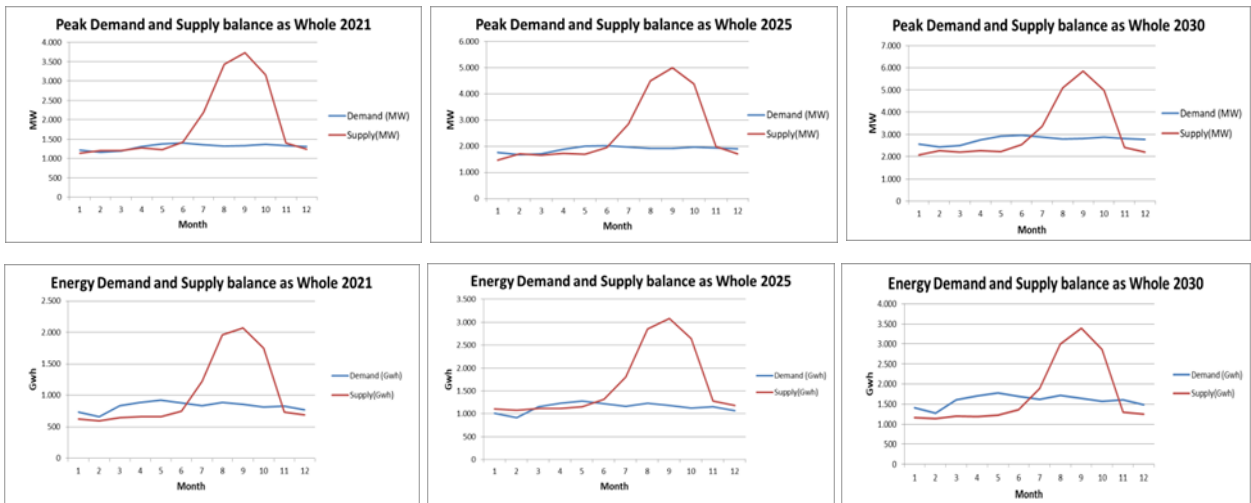 Peak Demand and Supply balance as Whole 2021
4.000
3.500
3.000
2.500
2.000
1.500
1.000
500
0
MW
1 2 3 4 5 6 7 8 9 10 11 12
Month
Demand (MW)
Supply(MW)
Peak Demand and Supply balance as Whole 2025
6.000
5.000
4.000
3.000
2.000
1.000
0
MW
1 2 3 4 5 6 7 8 9 10 11 12
Month
Demand (MW)
Supply(MW)
Peak Demand and Supply balance as Whole 2030
7.000
6.000
5.000
4.000
3.000
2.000
1.000
0
MW
1 2 3 4 5 6 7 8 9 10 11 12
Month
Demand (MW)
Supply(MW)
Energy Demand and Supply balance as Whole 2021
2.500
2.000
1.500
1.000
500
0
Gwh
1 2 3 4 5 6 7 8 9 10 11 12
Month
Demand (Gwh)
Supply(Gwh)
Energy Demand and Supply balance as Whole 2025
3.500
3.000
2.500
2.000
1.500
1.000
500
0
Gwh
1 2 3 4 5 6 7 8 9 10 11 12
Month
Demand (Gwh)
Supply(Gwh)
Energy Demand and Supply balance as Whole 2030
4.000
3.500
3.000
2.500
2.000
1.500
1.000
500
0
Gwh
1 2 3 4 5 6 7 8 9 10 11 12
Month
Demand (Gwh)
Supply(Gwh)